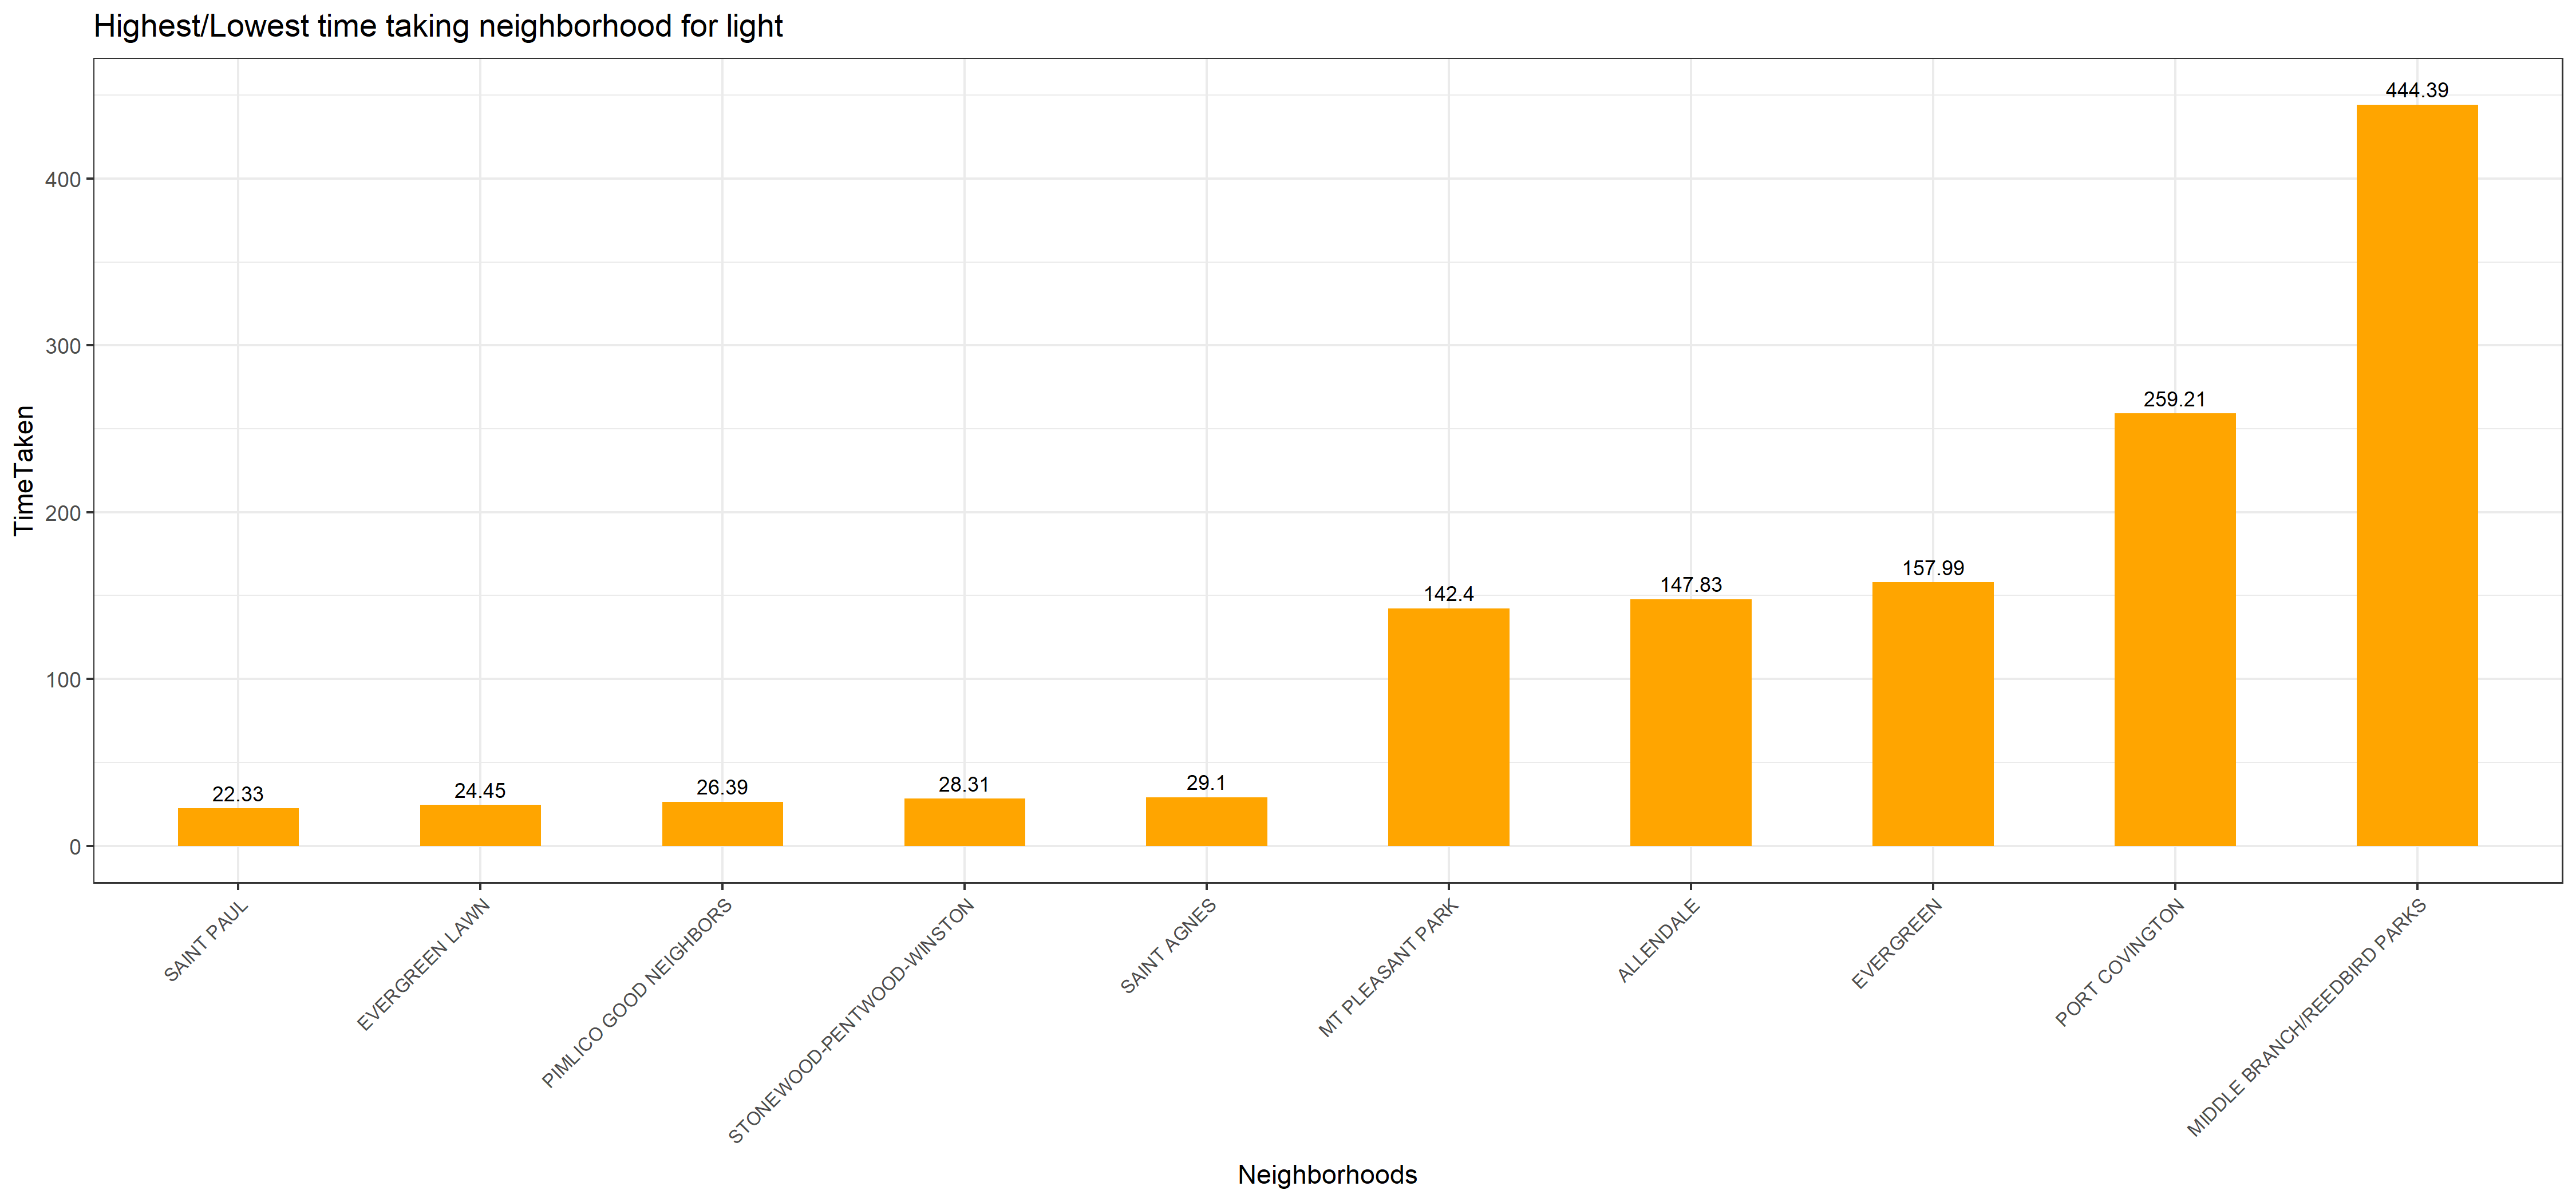 Highest/Lowest time taking neighborhood for light
TimeTaken
400
300
200
100
0
22.33
24.45
26.39
28.31
29.1
142.4
147.83
157.99
259.21
444.39
SAINT PAUL
EVERGREEN LAWN
PIMLICO GOOD NEIGHBORS
STONEWOOD-PENTWOOD-WINSTON
SAINT AGNES
MT PLEASANT PARK
ALLENDALE
EVERGREEN
PORT COVINGTON
MIDDLE BRANCH/REEDBIRD PARKS
Neighborhoods